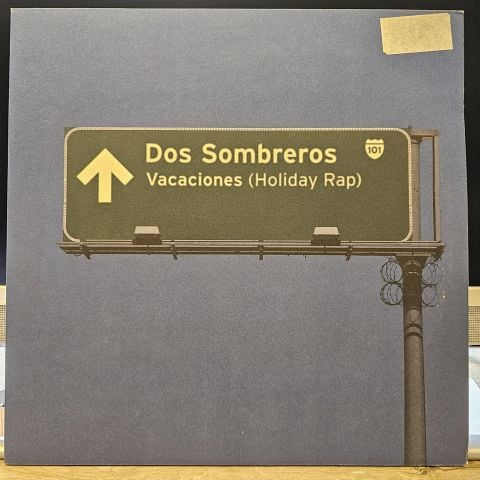 Dos Sombreros
101
Vacaciones (Holiday Rap)